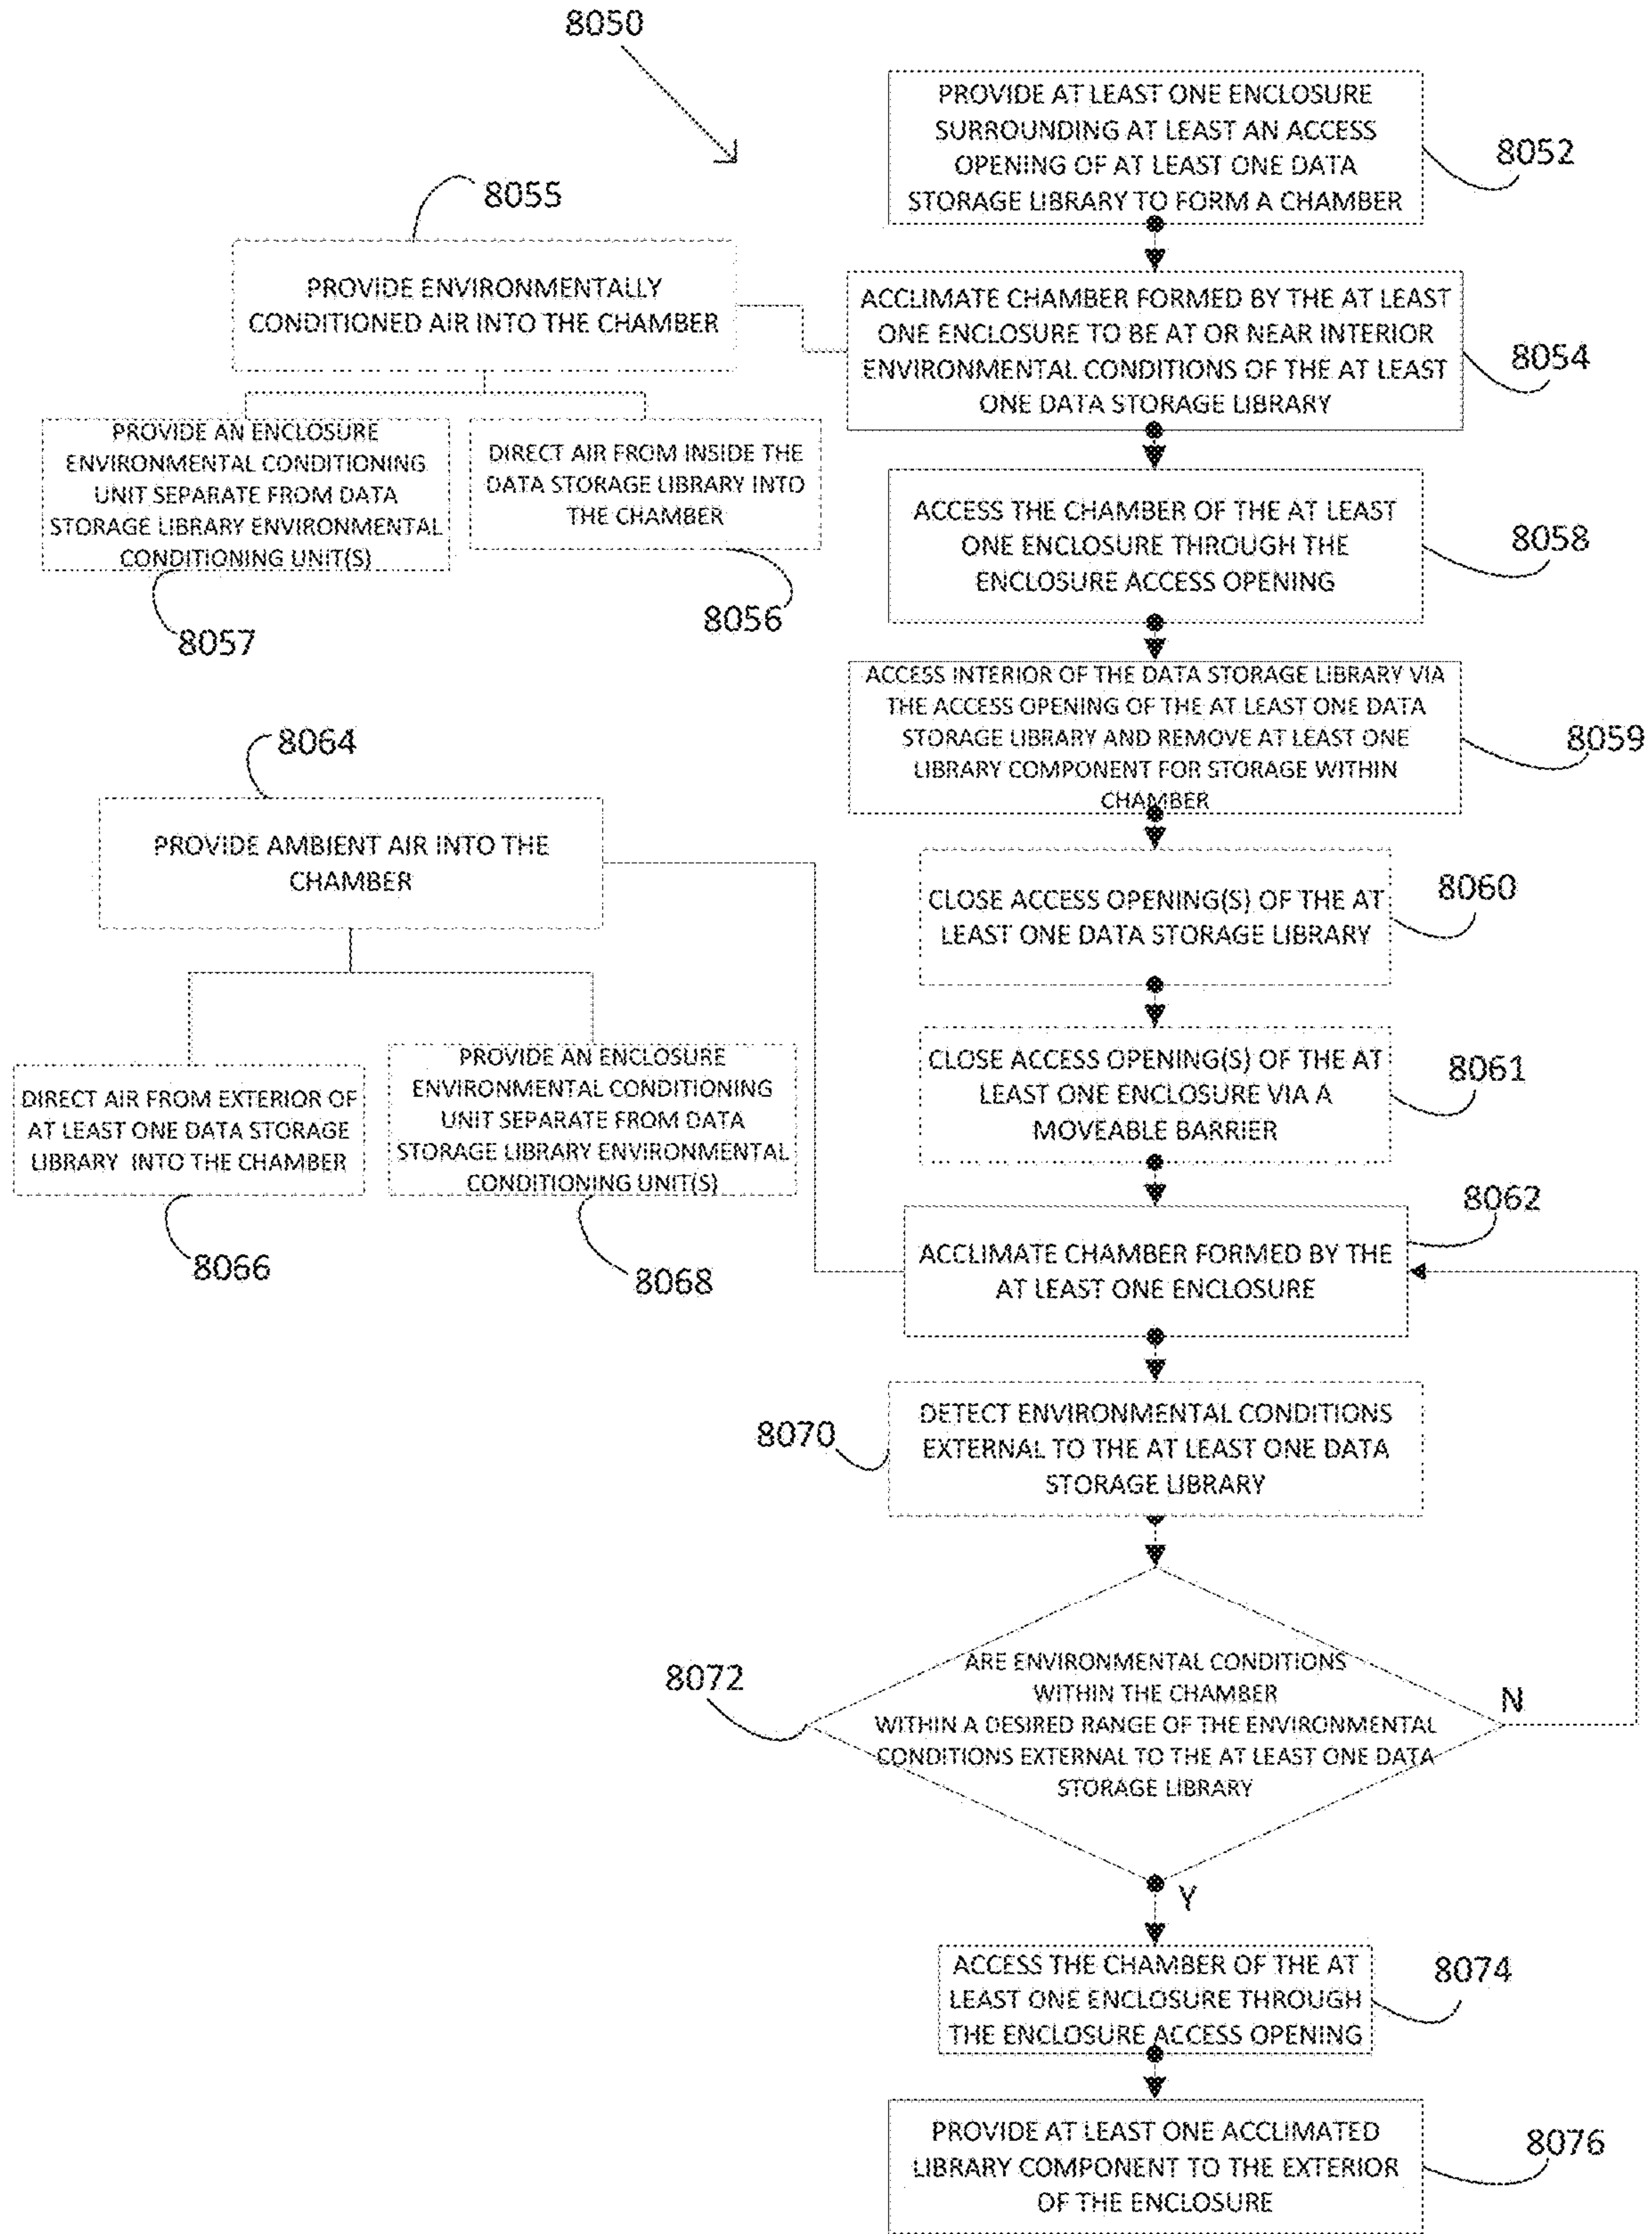 8050
PROVIDE AT LEAST ONE ENCLOSURE
SURROUNDING AT LEAST AN ACCESS
OPENING OF AT LEAST ONE DATA
STORAGE LIBRARY TO FORM A CHAMBER
8052
8055
PROVIDE ENVIRONMENTALLY
CONDITIONED AIR INTO THE CHAMBER
ACCLIMATE CHAMBER FORMED BY THE AT LEAST
ONE ENCLOSURE TO BE AT OR NEAR INTERIOR
ENVIRONMENTAL CONDITIONS OF THE AT LEAST
ONE DATA STORAGE LIBRARY
8054
PROVIDE AN ENCLOSURE
ENVIRONMENTAL CONDITIONING
UNIT SEPARATE FROM DATA
STORAGE LIBRARY ENVIRONMENTAL
CONDITIONING UNIT(S)
8057
DIRECT AIR FROM INSIDE THE
DATA STORAGE LIBRARY INTO
THE CHAMBER
8056
ACCESS THE CHAMBER OF THE AT LEAST
ONE ENCLOSURE THROUGH THE
ENCLOSURE ACCESS OPENING
8058
ACCESS INTERIOR OF THE DATA STORAGE LIBRARY VIA
THE ACCESS OPENING OF THE AT LEAST ONE DATA
STORAGE LIBRARY AND REMOVE AT LEAST ONE
LIBRARY COMPONENT FOR STORAGE WITHIN
CHAMBER
8059
8064
PROVIDE AMBIENT AIR INTO THE
CHAMBER
CLOSE ACCESS OPENING(S) OF THE AT
LEAST ONE DATA STORAGE LIBRARY
8060
CLOSE ACCESS OPENING(S) OF THE AT
LEAST ONE ENCLOSURE VIA A
MOVEABLE BARRIER
8061
DIRECT AIR FROM EXTERIOR OF
AT LEAST ONE DATA STORAGE
LIBRARY INTO THE CHAMBER
8066
PROVIDE AN ENCLOSURE
ENVIRONMENTAL CONDITIONING
UNIT SEPARATE FROM DATA
STORAGE LIBRARY ENVIRONMENTAL
CONDITIONING UNIT(S)
8068
8062
ACCLIMATE CHAMBER FORMED BY THE
AT LEAST ONE ENCLOSURE
8070
DETECT ENVIRONMENTAL CONDITIONS
EXTERNAL TO THE AT LEAST ONE DATA
STORAGE LIBRARY
8072
ARE ENVIRONMENTAL CONDITIONS
WITHIN THE CHAMBER
WITHIN A DESIRED RANGE OF THE ENVIRONMENTAL
CONDITIONS EXTERNAL TO THE AT LEAST ONE DATA
STORAGE LIBRARY
N
Y
ACCESS THE CHAMBER OF THE AT
LEAST ONE ENCLOSURE THROUGH
THE ENCLOSURE ACCESS OPENING
8074
PROVIDE AT LEAST ONE ACCLIMATED
LIBRARY COMPONENT TO THE EXTERIOR
OF THE ENCLOSURE
8076